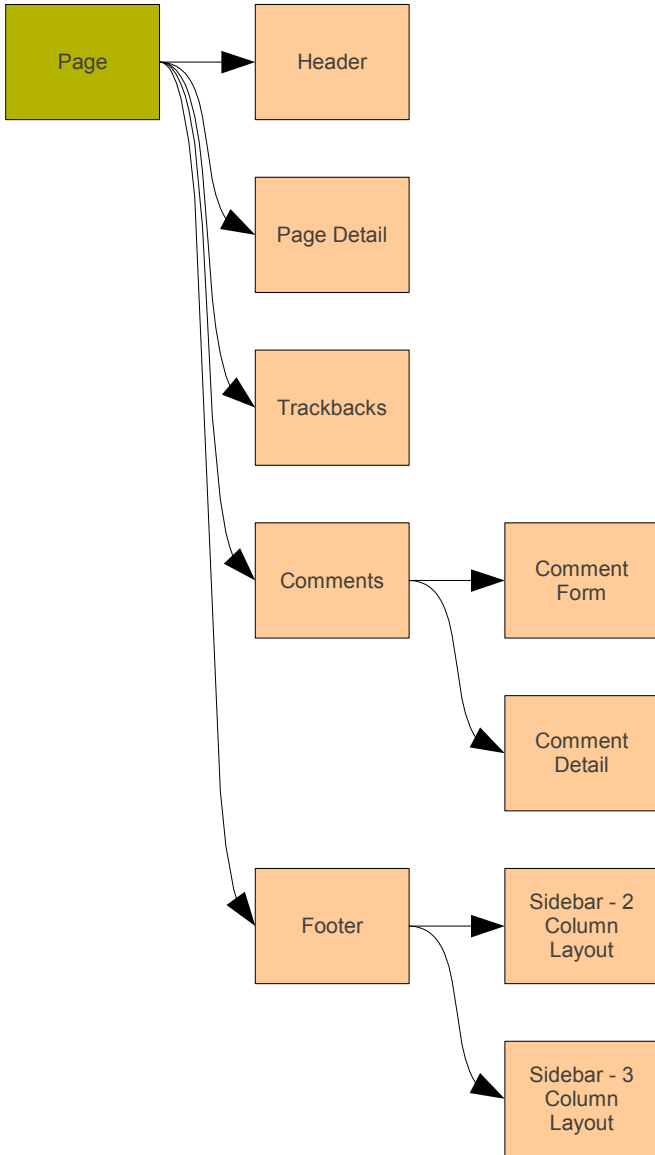 Page
Header
Page Detail
Trackbacks
Comments
Comment
Form
Comment
Detail
Footer
Sidebar - 2
Column
Layout
Sidebar - 3
Column
Layout